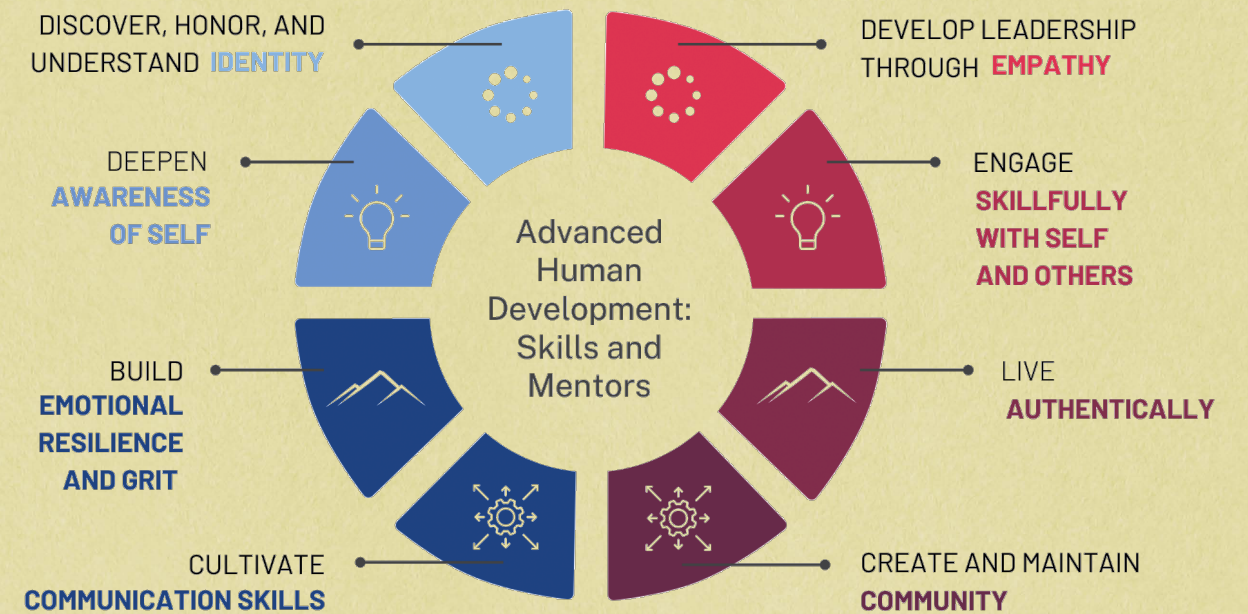 DISCOVER, HONOR, AND
UNDERSTAND IDENTITY
DEEPEN
AWARENESS
OF SELF
BUILD
EMOTIONAL
RESILIENCE
AND GRIT
CULTIVATE
COMMUNICATION SKILLS
Advanced
Human
Development:
Skills and
Mentors
DEVELOP LEADERSHIP
THROUGH EMPATHY
ENGAGE
SKILLFULLY
WITH SELF
AND OTHERS
LIVE
AUTHENTICALLY
CREATE AND MAINTAIN
COMMUNITY